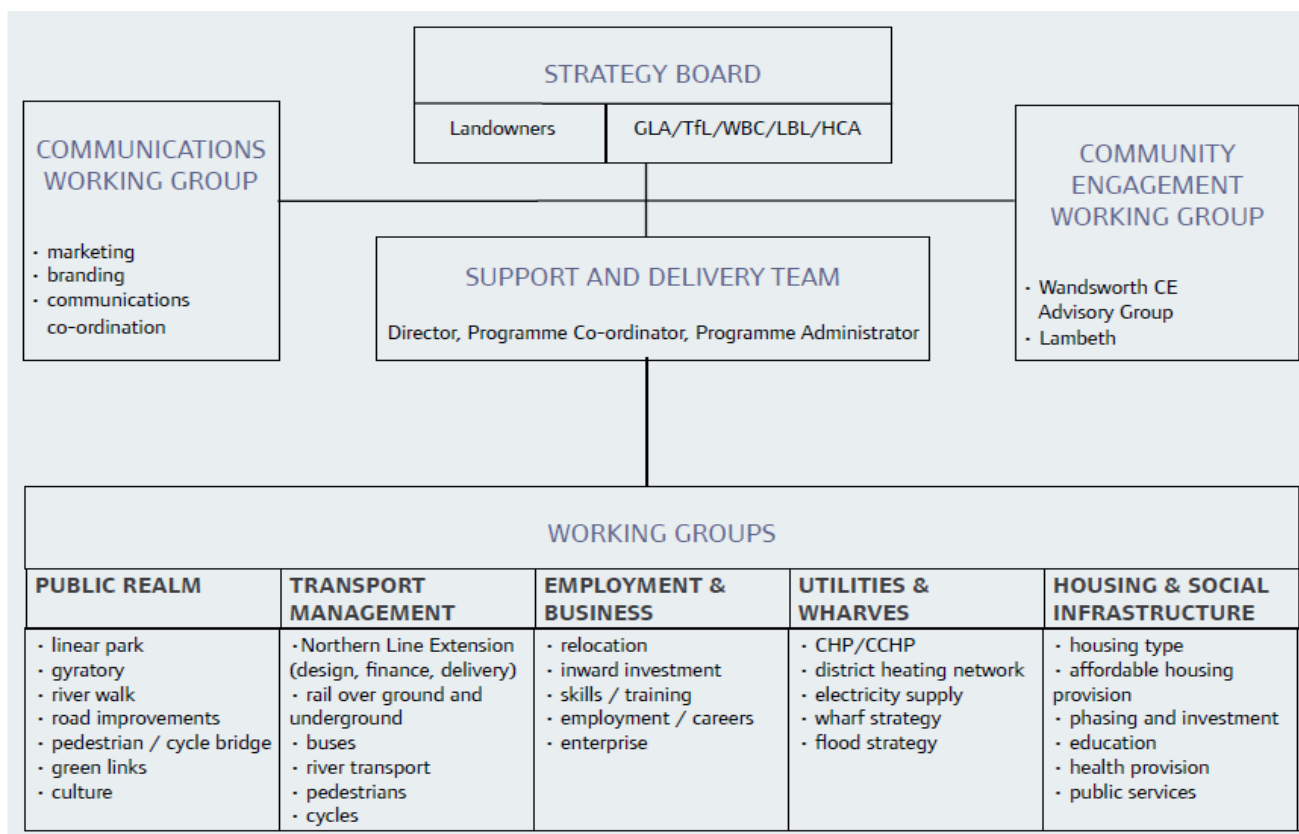 STRATEGY BOARD
Landowners
GLA/TfL/WBC/LBL/HCA
COMMUNICATIONS
WORKING GROUP
· marketing
· branding
· communications
co-ordination
COMMUNITY
ENGAGEMENT
WORKING GROUP
· Wandsworth CE
Advisory Group
· Lambeth
SUPPORT AND DELIVERY TEAM
Director, Programme Co-ordinator, Programme Administrator
WORKING GROUPS
PUBLIC REALM
· linear park
· gyratory
· river walk
· road improvements
· pedestrian / cycle bridge
· green links
· culture
TRANSPORT
MANAGEMENT
· Northern Line Extension
(design, finance, delivery)
· rail over ground and
underground
· buses
· river transport
· pedestrians
· cycles
EMPLOYMENT &
BUSINESS
· relocation
· inward investment
· skills / training
· employment / careers
· enterprise
UTILITIES &
WHARVES
· CHP/CCHP
· district heating network
· electricity supply
· wharf strategy
· flood strategy
HOUSING & SOCIAL
INFRASTRUCTURE
· housing type
· affordable housing
provision
· phasing and investment
· education
· health provision
· public services